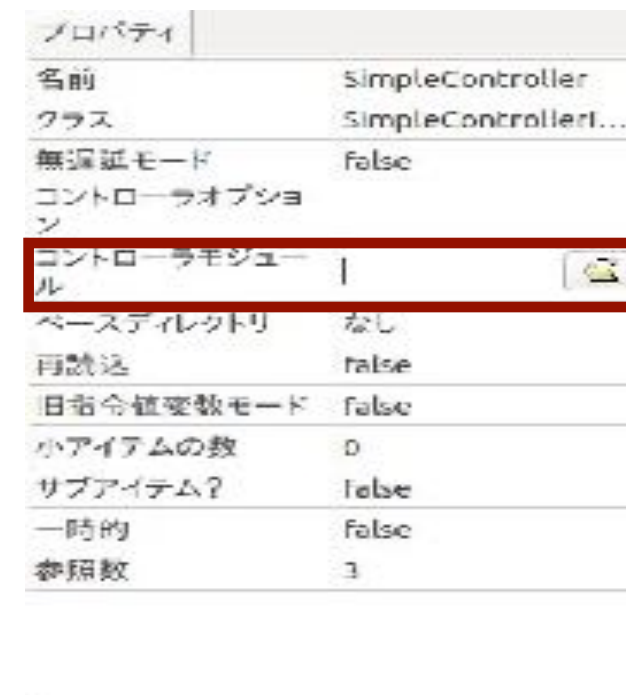 プロパティ
名前 SimpleController
クラス SimpleControllerI...
無遅延モード false
コントローラオプショ
ン
コントローラモジュー
ル
ベースディレクトリ なし
再読込 false
旧指令値変数モード false
小アイテムの数 0
サブアイテム? false
一時的 false
参照数 3